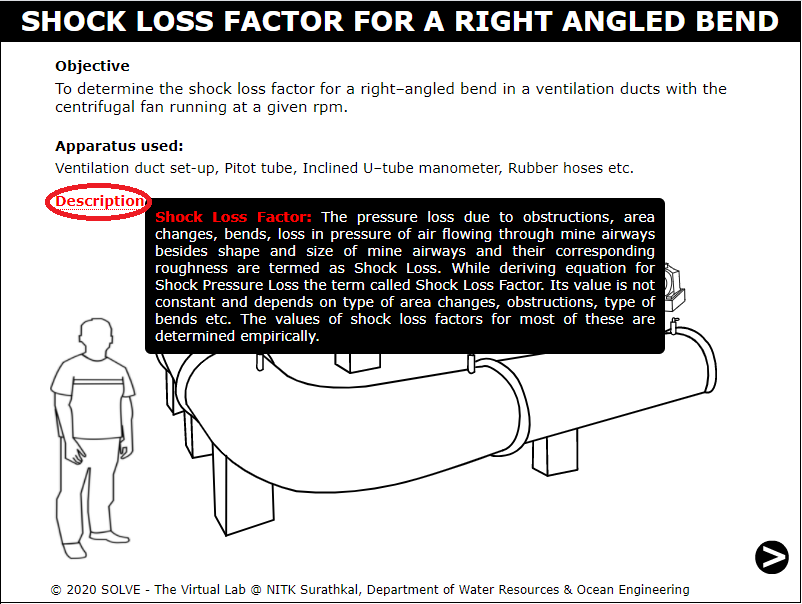 SHOCK LOSS FACTOR FOR A RIGHT ANGLED BEND
Objective
To determine the shock loss factor for a right–angled bend in a ventilation ducts with the
centrifugal fan running at a given rpm.
Apparatus used:
Ventilation duct set-up, Pitot tube, Inclined U–tube manometer, Rubber hoses etc.
Description
Shock Loss Factor: The pressure loss due to obstructions, area
changes, bends, loss in pressure of air flowing through mine airways
besides shape and size of mine airways and their corresponding
roughness are termed as Shock Loss. While deriving equation for
Shock Pressure Loss the term called Shock Loss Factor. Its value is not
constant and depends on type of area changes, obstructions, type of
bends etc. The values of shock loss factors for most of these are
determined empirically.
© 2020 SOLVE - The Virtual Lab @ NITK Surathkal, Department of Water Resources & Ocean Engineering